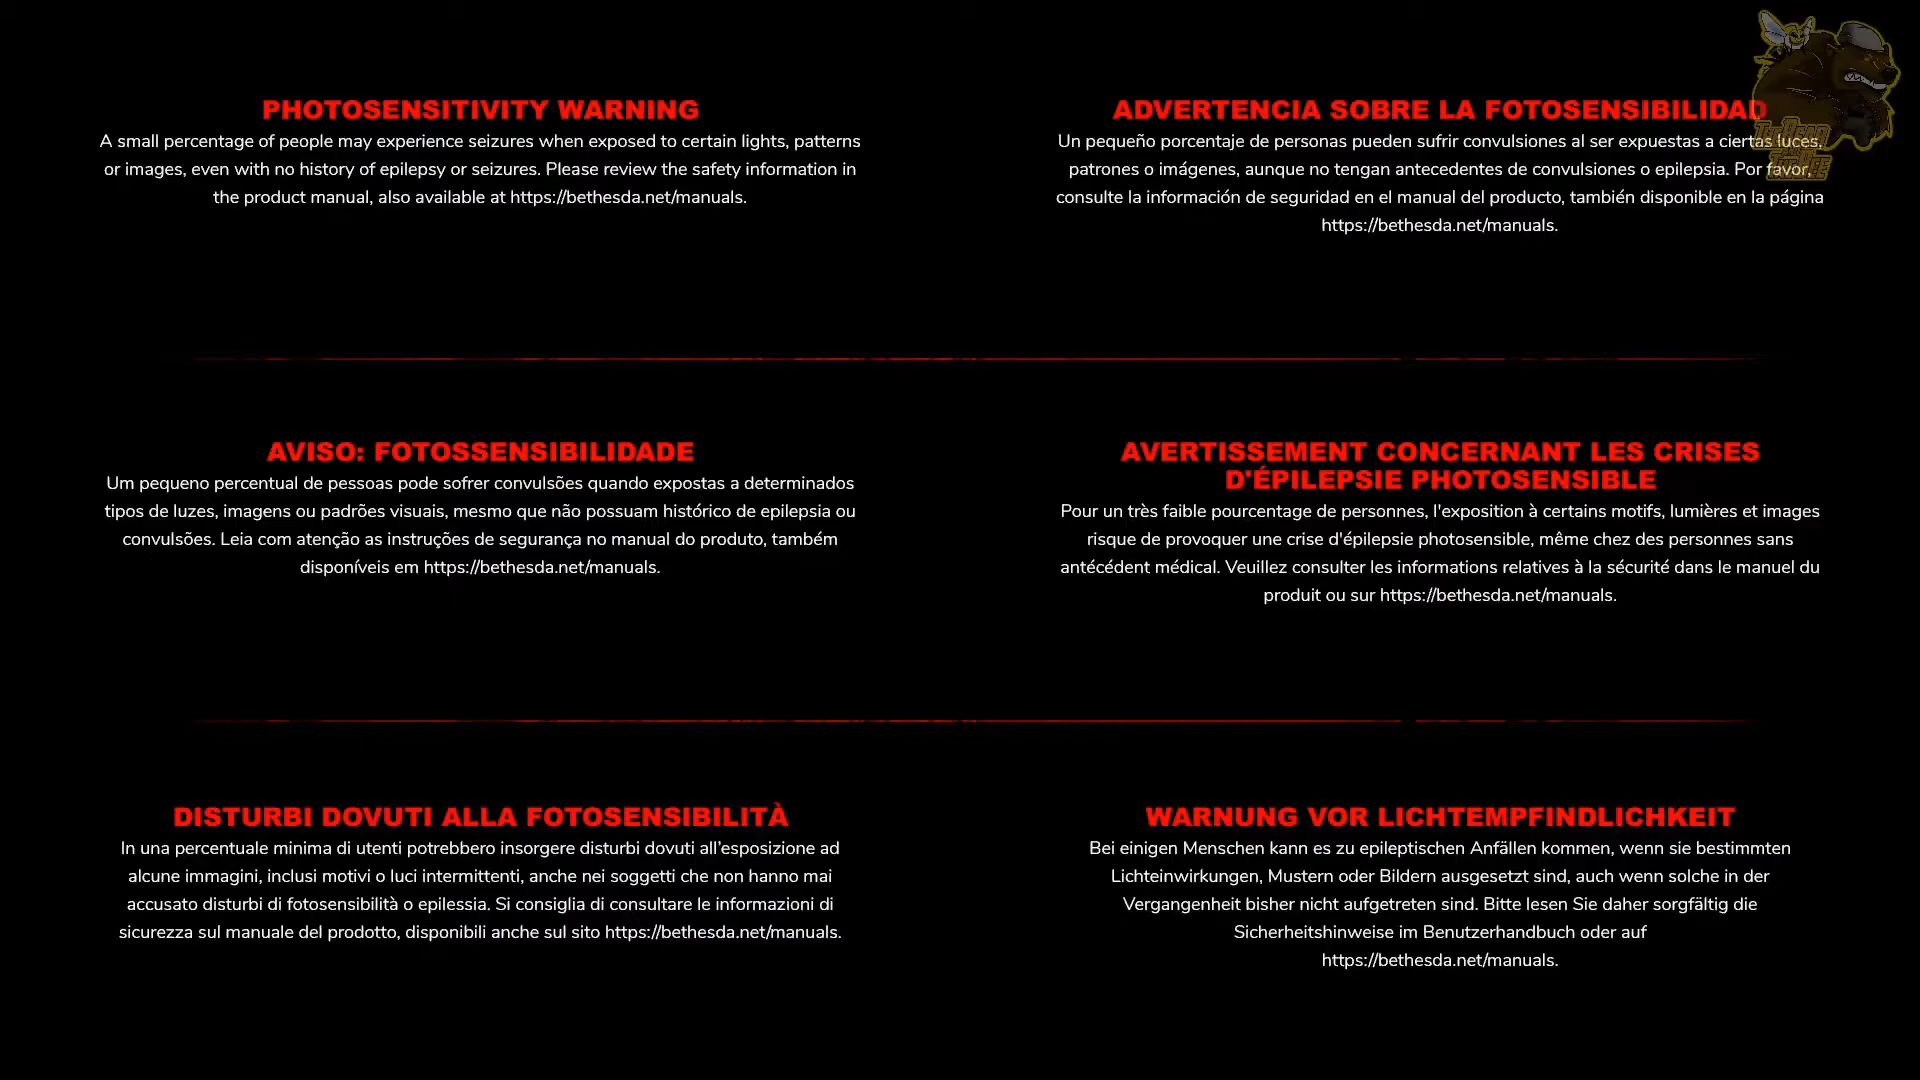 PHOTOSENSITIVITY WARNING
A small percentage of people may experience seizures when exposed to certain lights, patterns
or images, even with no history of epilepsy or seizures. Please review the safety information in
the product manual, also available at https://bethesda.net/manuals.
ADVERTENCIA SOBRE LA FOTOSENSIBILIDAD
Un pequeño porcentaje de personas pueden sufrir convulsiones al ser expuestas a ciertas luces,
patrones o imágenes, aunque no tengan antecedentes de convulsiones o epilepsia. Por favor,
consulte la información de seguridad en el manual del producto, también disponible en la página
https://bethesda.net/manuals.
AVISO: FOTOSSENSIBILIDADE
Um pequeno percentual de pessoas pode sofrer convulsões quando expostas a determinados
tipos de luzes, imagens ou padrões visuais, mesmo que não possuam histórico de epilepsia ou
convulsões. Leia com atenção as instruções de segurança no manual do produto, também
disponíveis em https://bethesda.net/manuals.
AVERTISSEMENT CONCERNANT LES CRISES
D'ÉPILEPSIE PHOTOSENSIBLE
Pour un très faible pourcentage de personnes, l'exposition à certains motifs, lumières et images
risque de provoquer une crise d'épilepsie photosensible, même chez des personnes sans
antécédent médical. Veuillez consulter les informations relatives à la sécurité dans le manuel du
produit ou sur https://bethesda.net/manuals.
DISTURBI DOVUTI ALLA FOTOSENSIBILITÀ
In una percentuale minima di utenti potrebbero insorgere disturbi dovuti all'esposizione ad
alcune immagini, inclusi motivi o luci intermittenti, anche nei soggetti che non hanno mai
accusato disturbi di fotosensibilità o epilessia. Si consiglia di consultare le informazioni di
sicurezza sul manuale del prodotto, disponibili anche sul sito https://bethesda.net/manuals.
WARNUNG VOR LICHTEMPFINDLICHKEIT
Bei einigen Menschen kann es zu epileptischen Anfällen kommen, wenn sie bestimmten
Lichteinwirkungen, Mustern oder Bildern ausgesetzt sind, auch wenn solche in der
Vergangenheit bisher nicht aufgetreten sind. Bitte lesen Sie daher sorgfältig die
Sicherheitshinweise im Benutzerhandbuch oder auf
https://bethesda.net/manuals.